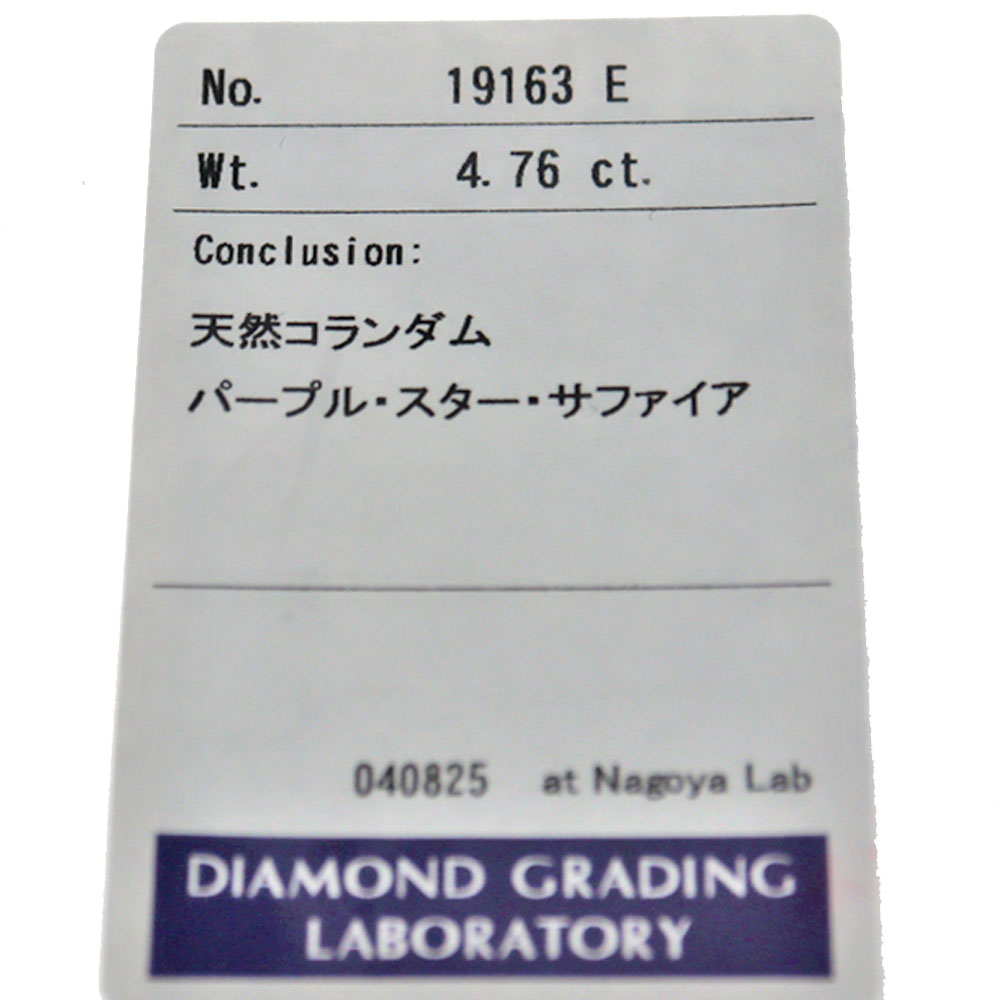 No. 19163 E
Wt. 4.76 ct.
Conclusion:
天然コランダム
パープル・スター・サファイア
040825 at Nagoya Lab
DIAMOND GRADING
LABORATORY